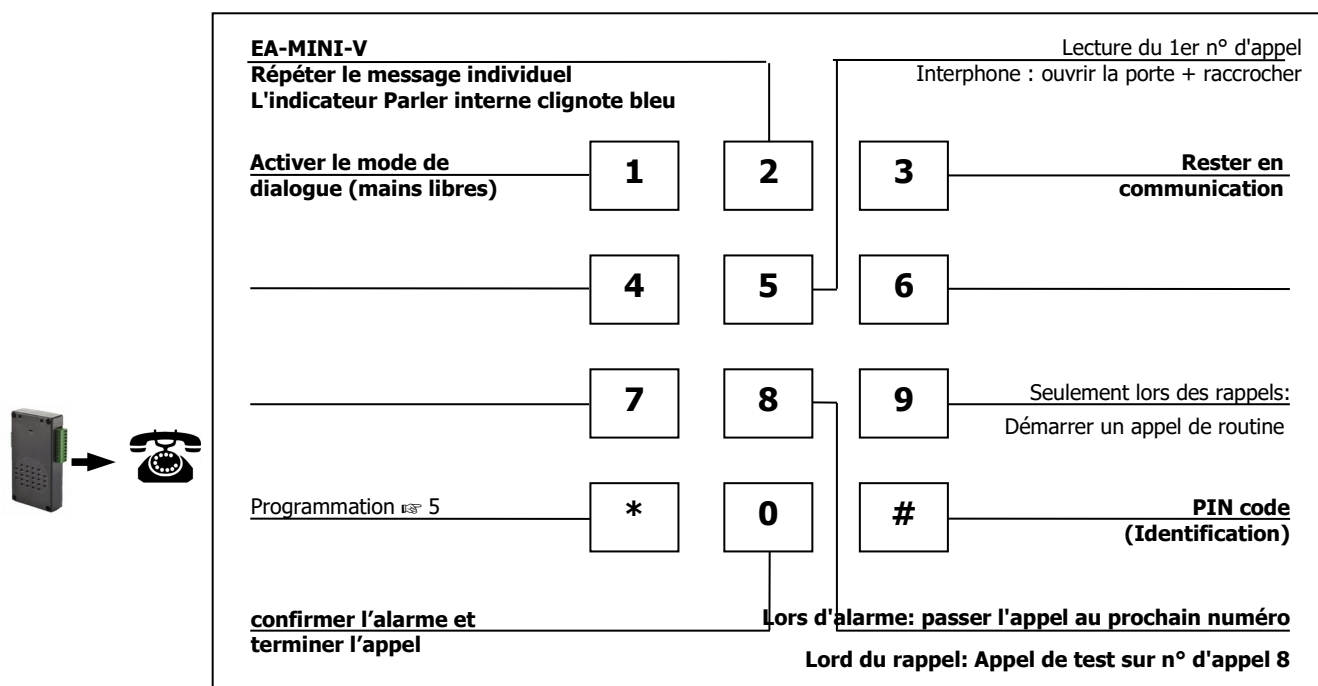 EA-MINI-V
Répéter le message individuel
L'indicateur Parler interne clignote bleu
Lecture du 1er n° d'appel
Interphone : ouvrir la porte + raccrocher
Activer le mode de
dialogue (mains libres)
1
2
3
Rester en
communication
4
5
6
7
8
9
Seulement lors des rappels:
Démarrer un appel de routine
Programmation ☞ 5
*
0
#
PIN code
(Identification)
confirmer l’alarme et
terminer l’appel
Lors d'alarme: passer l'appel au prochain numéro
Lord du rappel: Appel de test sur n° d'appel 8